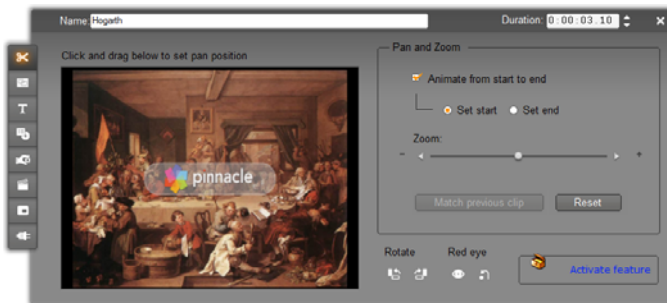 Name: Hogarth
Duration: 0:00:03.10
Click and drag below to set pan position
pinnacle
Pan and Zoom
Animate from start to end
Set start
Set end
Zoom:
Match previous clip
Reset
Rotate
Red eye
Activate feature